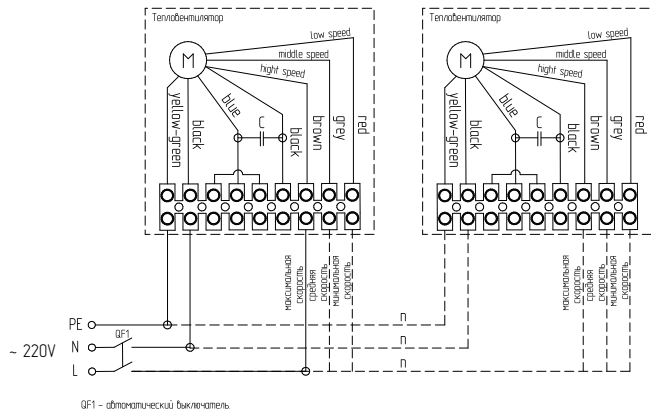 Тепловентилятор
low speed
middle speed
hight speed
M
yellow-green
black
blue
C
black
brown
grey
red
Тепловентилятор
low speed
middle speed
hight speed
M
yellow-green
black
blue
C
black
brown
grey
red
максимальная
скорость
средняя
скорость
минимальная
скорость
максимальная
скорость
средняя
скорость
минимальная
скорость
PE
n
~ 220V
N
QF1
n
L
n
QF1 – автоматический выключатель.